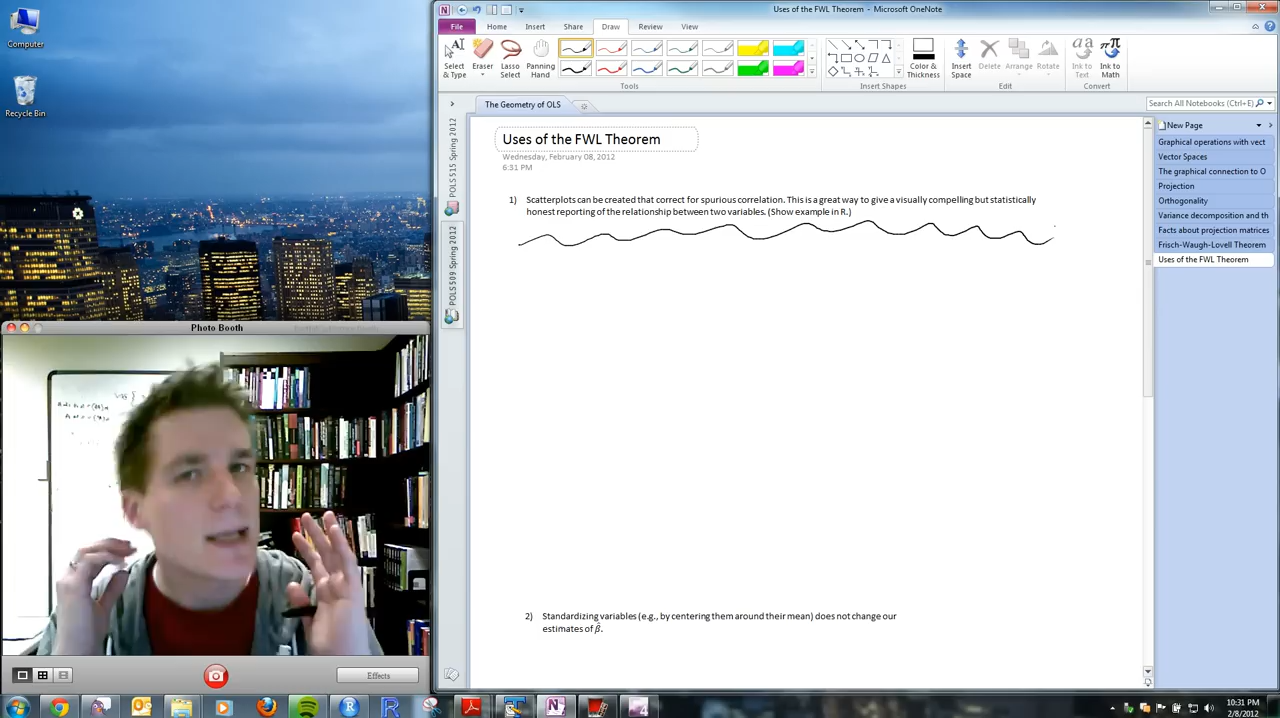 Computer
Recycle Bin
Uses of the FWL Theorem - Microsoft OneNote
File
Home
Insert
Share
Draw
Review
View
Select & Type
Eraser
Lasso Select
Panning Hand
Color & Thickness
Insert Space
Delete
Arrange
Rotate
Ink to Text
Ink to Math
Tools
Insert Shapes
Edit
Convert
The Geometry of OLS
Search All Notebooks (Ctrl+E)
POLS 515 Spring 2012
POLS 509 Spring 2012
Uses of the FWL Theorem
Wednesday, February 08, 2012
6:31 PM
1) Scatterplots can be created that correct for spurious correlation. This is a great way to give a visually compelling but statistically
honest reporting of the relationship between two variables. (Show example in R.)
2) Standardizing variables (e.g., by centering them around their mean) does not change our
estimates of β̂.
New Page
Graphical operations with vect
Vector Spaces
The graphical connection to O
Projection
Orthogonality
Variance decomposition and th
Facts about projection matrices
Frisch-Waugh-Lovell Theorem
Uses of the FWL Theorem
Photo Booth
Effects
10:31 PM
2/8/2012